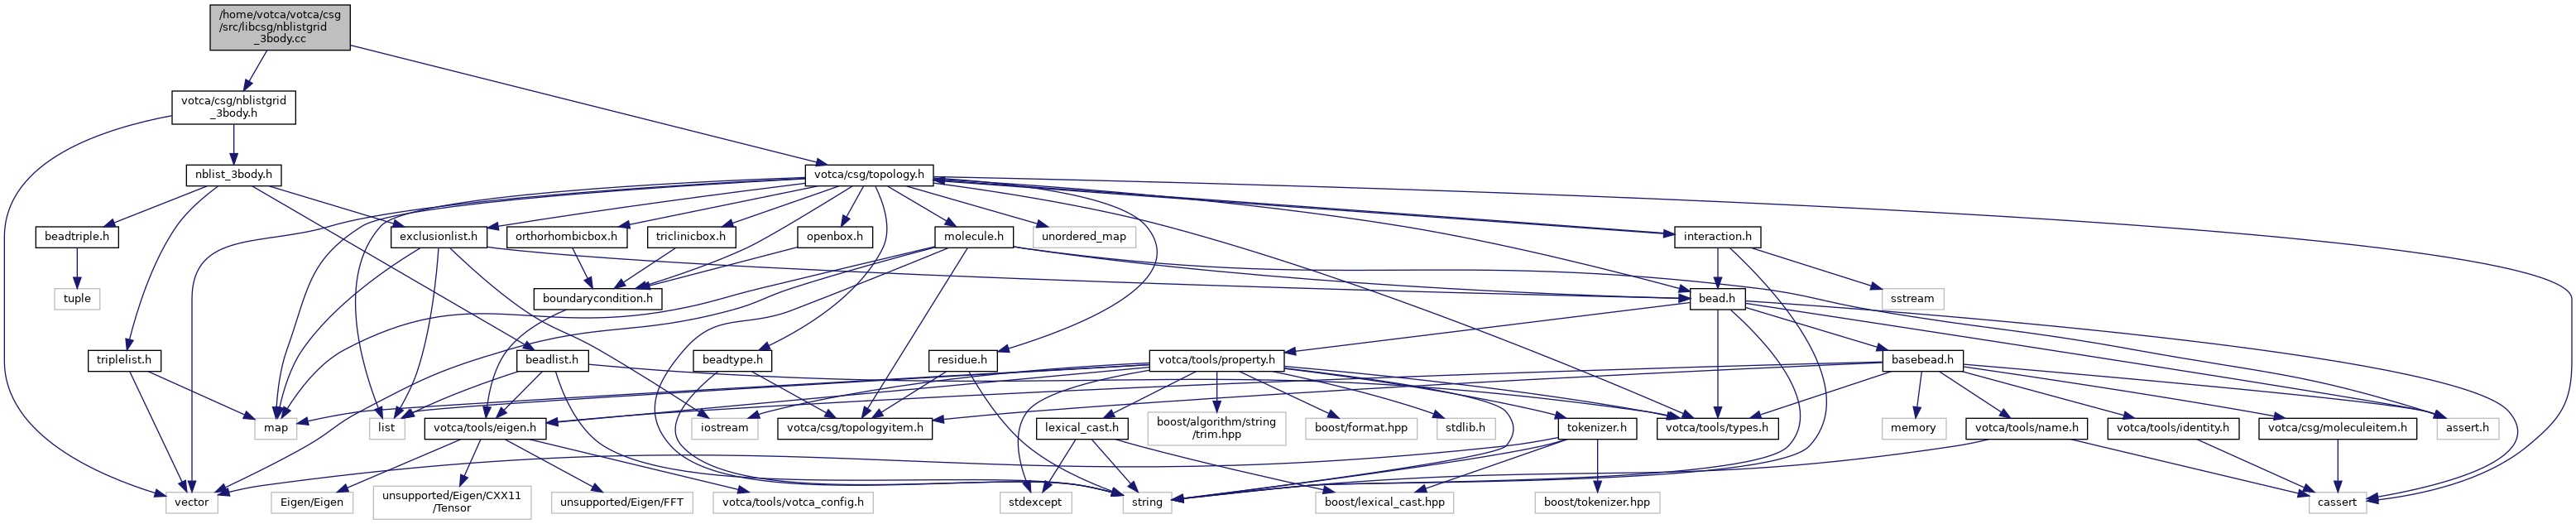 /home/votca/votca/csg
/src/libcsg/nblistgrid
_3body.cc
votca/csg/nblistgrid
_3body.h
nblist_3body.h
votca/csg/topology.h
beadtriple.h
exclusionlist.h
orthorhombicbox.h
triclinicbox.h
openbox.h
molecule.h
unordered_map
interaction.h
tuple
boundarycondition.h
bead.h
sstream
triplelist.h
beadlist.h
beadtype.h
residue.h
votca/tools/property.h
basebead.h
map
list
votca/tools/eigen.h
iostream
votca/csg/topologyitem.h
lexical_cast.h
boost/algorithm/string
/trim.hpp
boost/format.hpp
stdlib.h
tokenizer.h
votca/tools/types.h
memory
votca/tools/name.h
votca/tools/identity.h
votca/csg/moleculeitem.h
assert.h
vector
Eigen/Eigen
unsupported/Eigen/CXX11
/Tensor
unsupported/Eigen/FFT
votca/tools/votca_config.h
stdexcept
string
boost/lexical_cast.hpp
boost/tokenizer.hpp
cassert